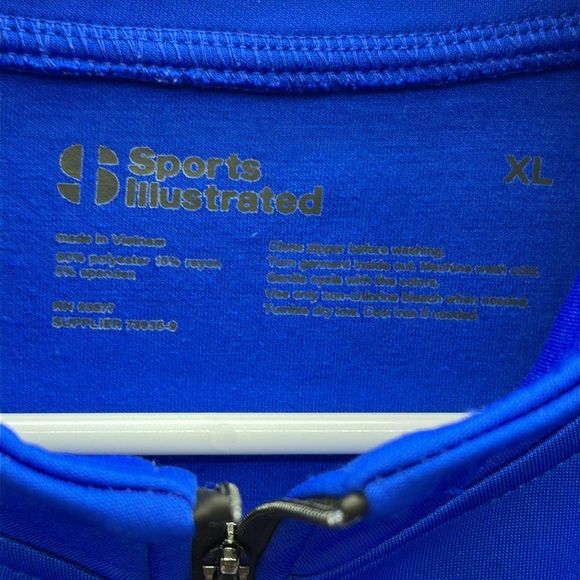 Sports
Illustrated
XL
made in Vietnam
polyester 15% rayon
5% spandex
RN
SUPPLIER
Close zipper before washing.
Turn garment inside out. Machine wash cold,
Gentle cycle with like colors.
Use only non-chlorine bleach when needed.
Tumble dry low. Cool iron if needed.